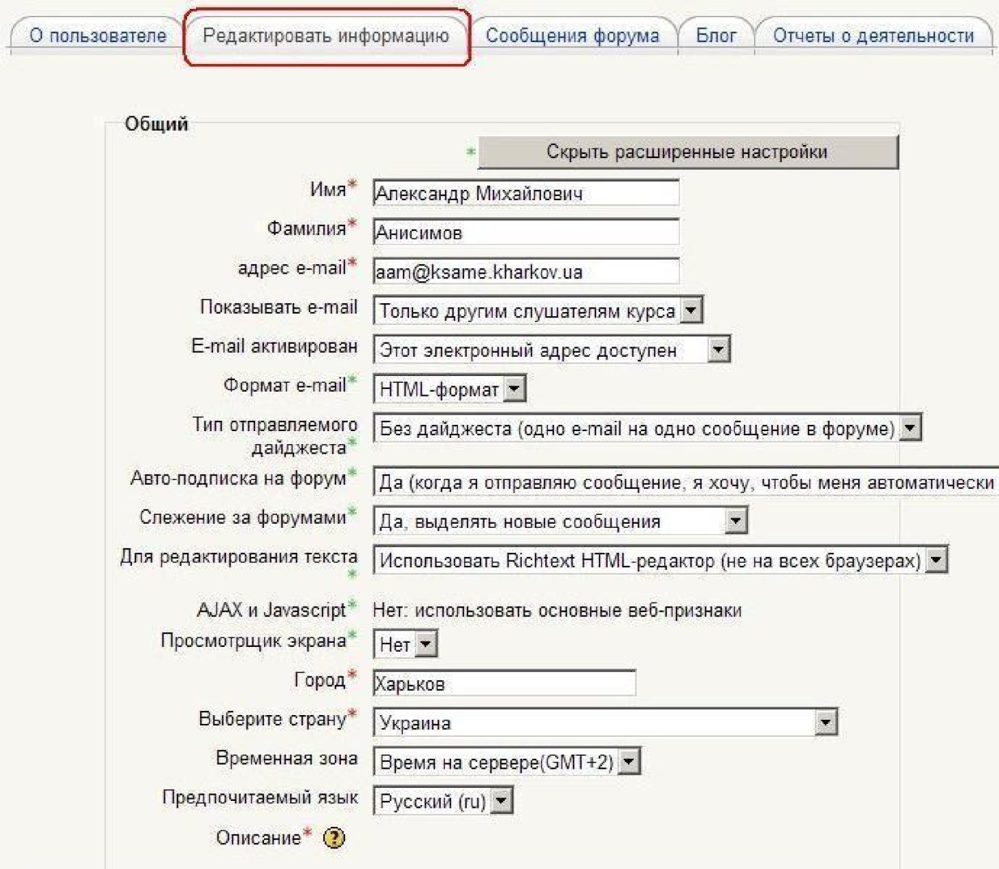 О пользователе Редактировать информацию Сообщения форума Блог Отчеты о деятельности
Общий
* Скрыть расширенные настройки
Имя* Александр Михайлович
Фамилия* Анисимов
адрес e-mail* aam@ksame.kharkov.ua
Показывать e-mail Только другим слушателям курса
E-mail активирован Этот электронный адрес доступен
Формат e-mail* HTML-формат
Тип отправляемого Без дайджеста (одно e-mail на одно сообщение в форуме)
дайджеста*
Авто-подписка на форум* Да (когда я отправляю сообщение, я хочу, чтобы меня автоматически
Слежение за форумами* Да, выделять новые сообщения
Для редактирования текста Использовать Richtext HTML-редактор (не на всех браузерах)
*
AJAX и Javascript* Нет: использовать основные веб-признаки
Просмотрщик экрана* Нет
Город* Харьков
Выберите страну* Украина
Временная зона Время на сервере(GMT+2)
Предпочитаемый язык Русский (ru)
Описание* ?